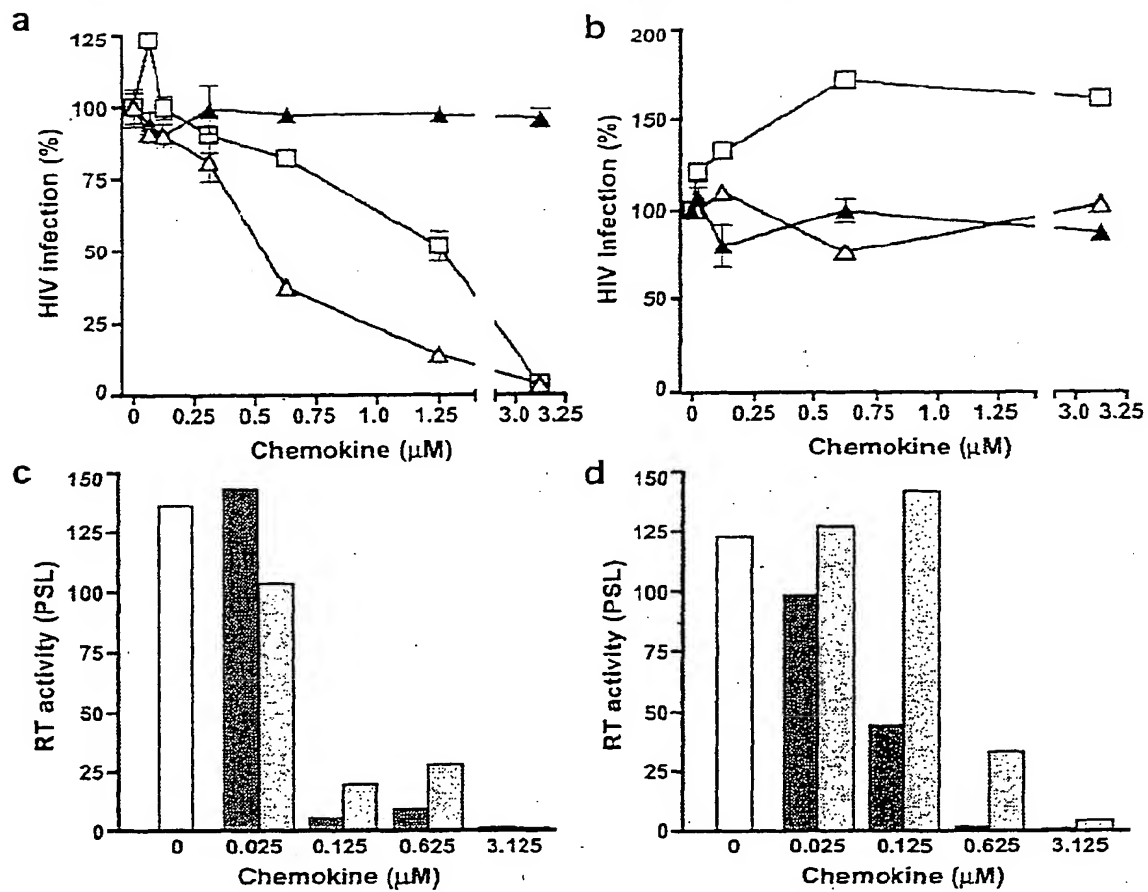 a
125
100
75
50
25
0
HIV infection (%)
0 0.25 0.5 0.75 1.0 1.25 3.0 3.25
Chemokine (μM)
b
200
150
100
50
0
HIV Infection (%)
0 0.25 0.5 0.75 1.0 1.25 3.0 3.25
Chemokine (μM)
c
150
125
100
75
50
25
0
RT activity (PSL)
0 0.025 0.125 0.625 3.125
Chemokine (μM)
d
150
125
100
75
50
25
0
RT activity (PSL)
0 0.025 0.125 0.625 3.125
Chemokine (μM)